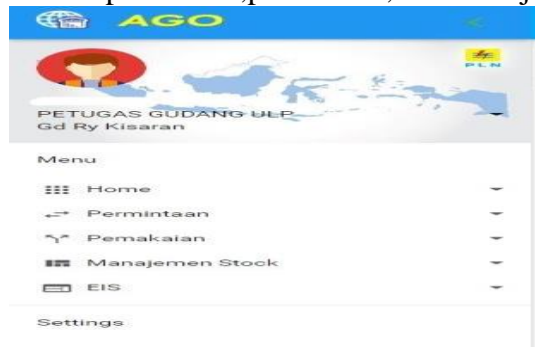 AGO
PLN
PETUGAS GUDANG ULP
Gd Ry Kisaran
Menu
Home
Permintaan
Pemakaian
Manajemen Stock
EIS
Settings